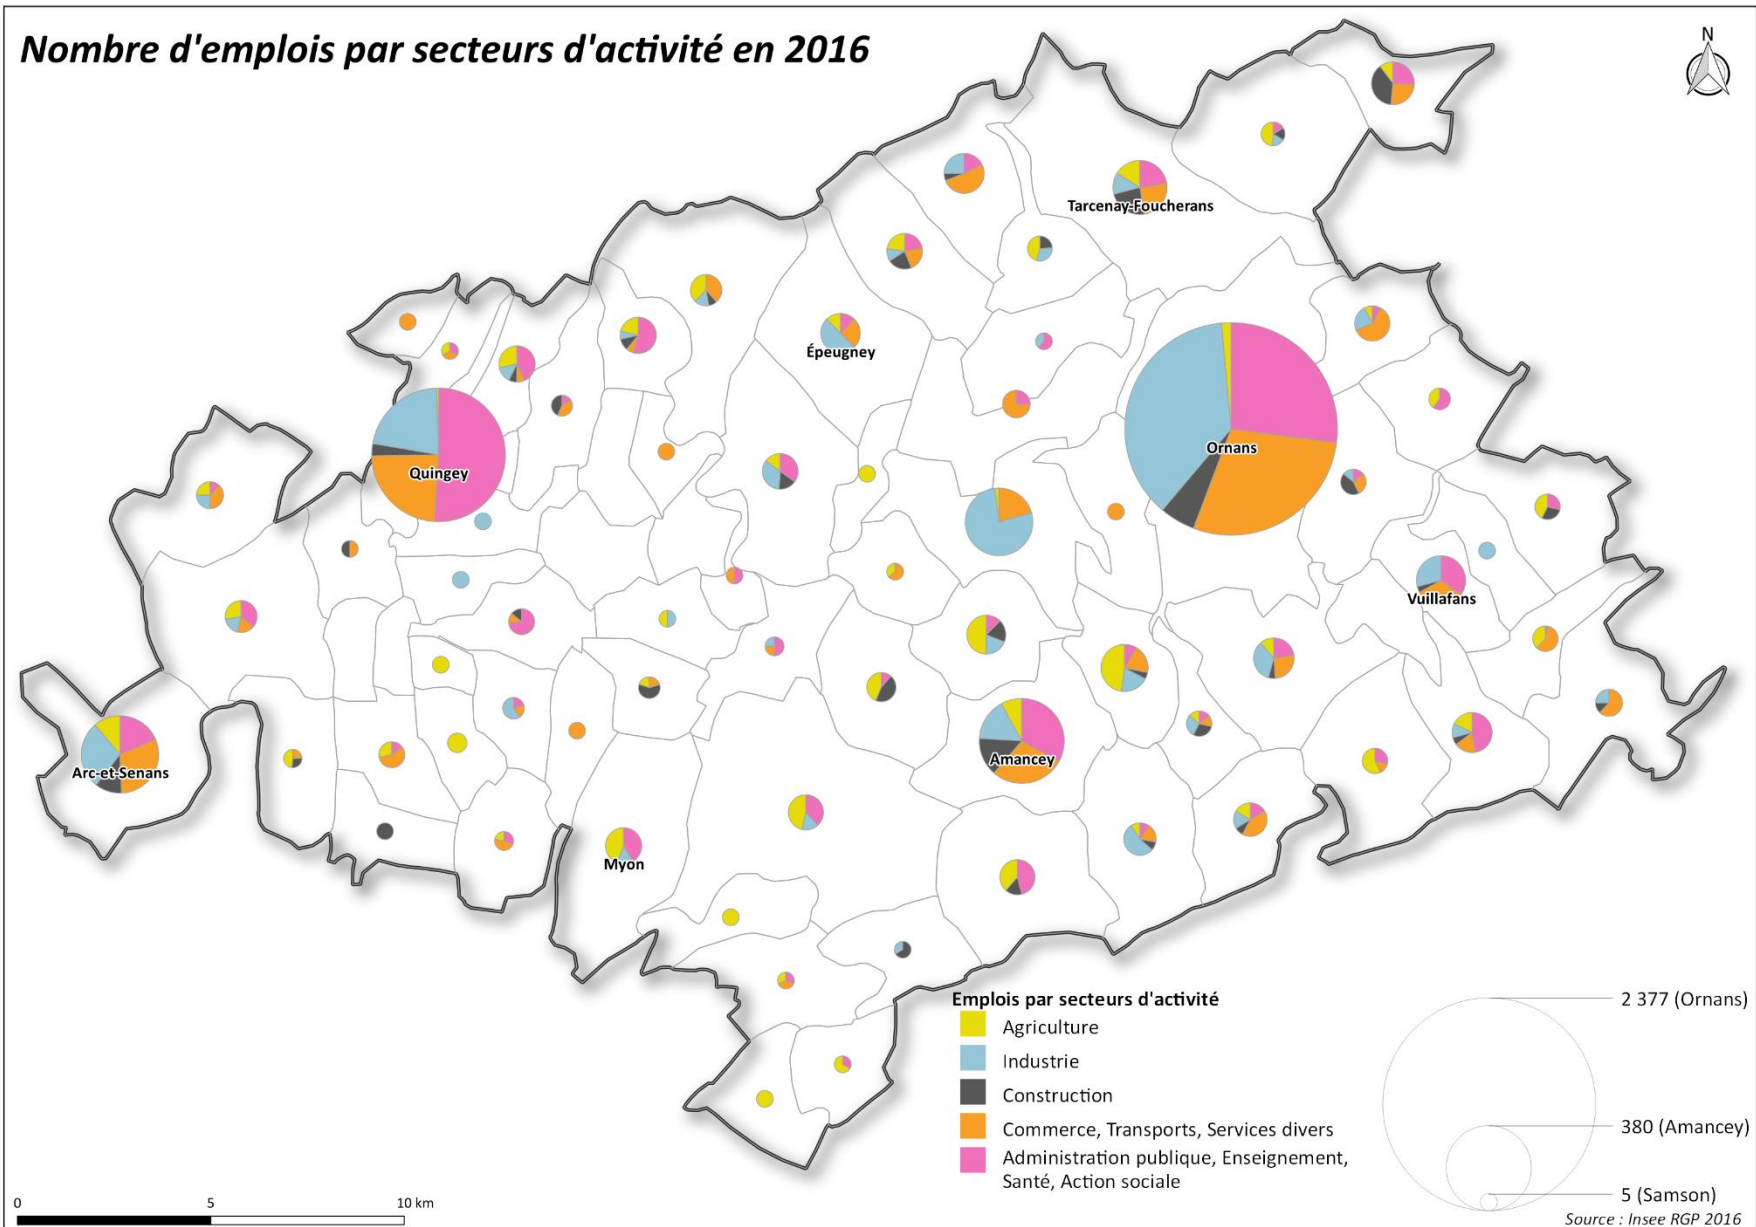 Nombre d'emplois par secteurs d'activité en 2016
N
Tarcenay-Foucherans
Épeugney
Ornans
Quingey
Vuillafans
Arc-et-Senans
Amancey
Myon
Emplois par secteurs d'activité
Agriculture
Industrie
Construction
Commerce, Transports, Services divers
Administration publique, Enseignement,
Santé, Action sociale
2 377 (Ornans)
380 (Amancey)
5 (Samson)
0 5 10 km
Source : Insee RGP 2016